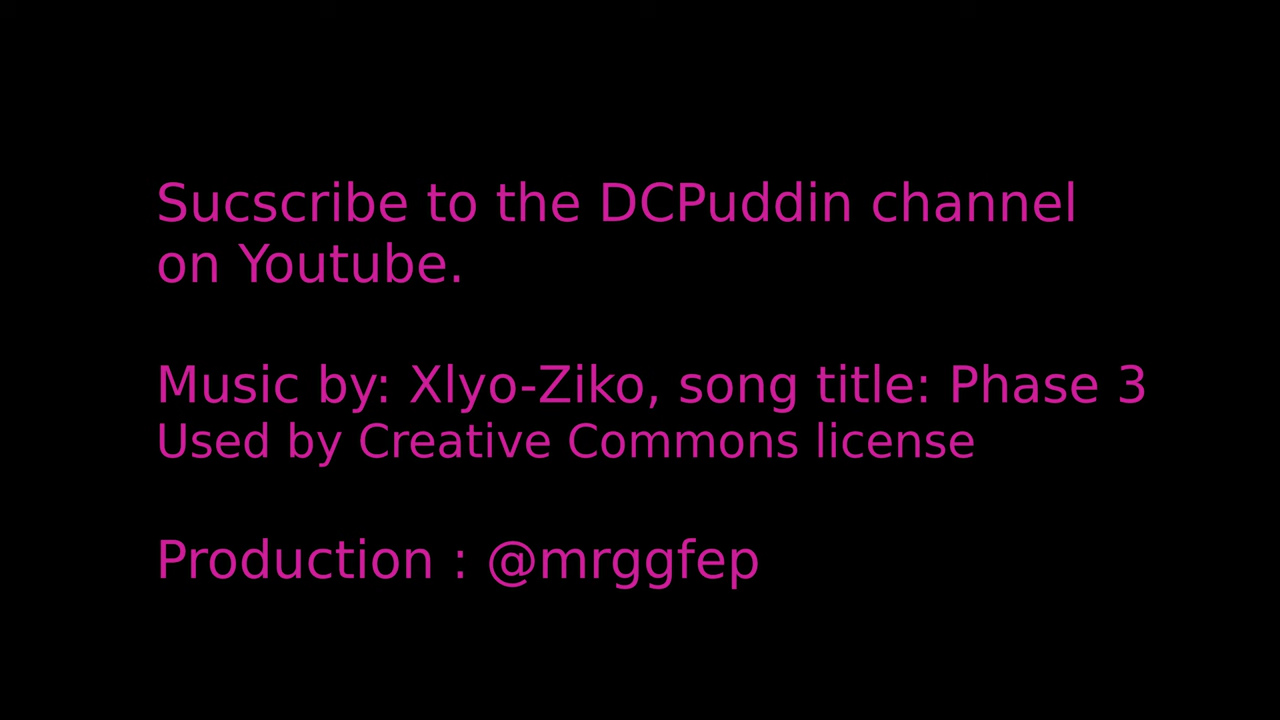 Sucscribe to the DCPuddin channel
on Youtube.
Music by: Xlyo-Ziko, song title: Phase 3
Used by Creative Commons license
Production : @mrggfep